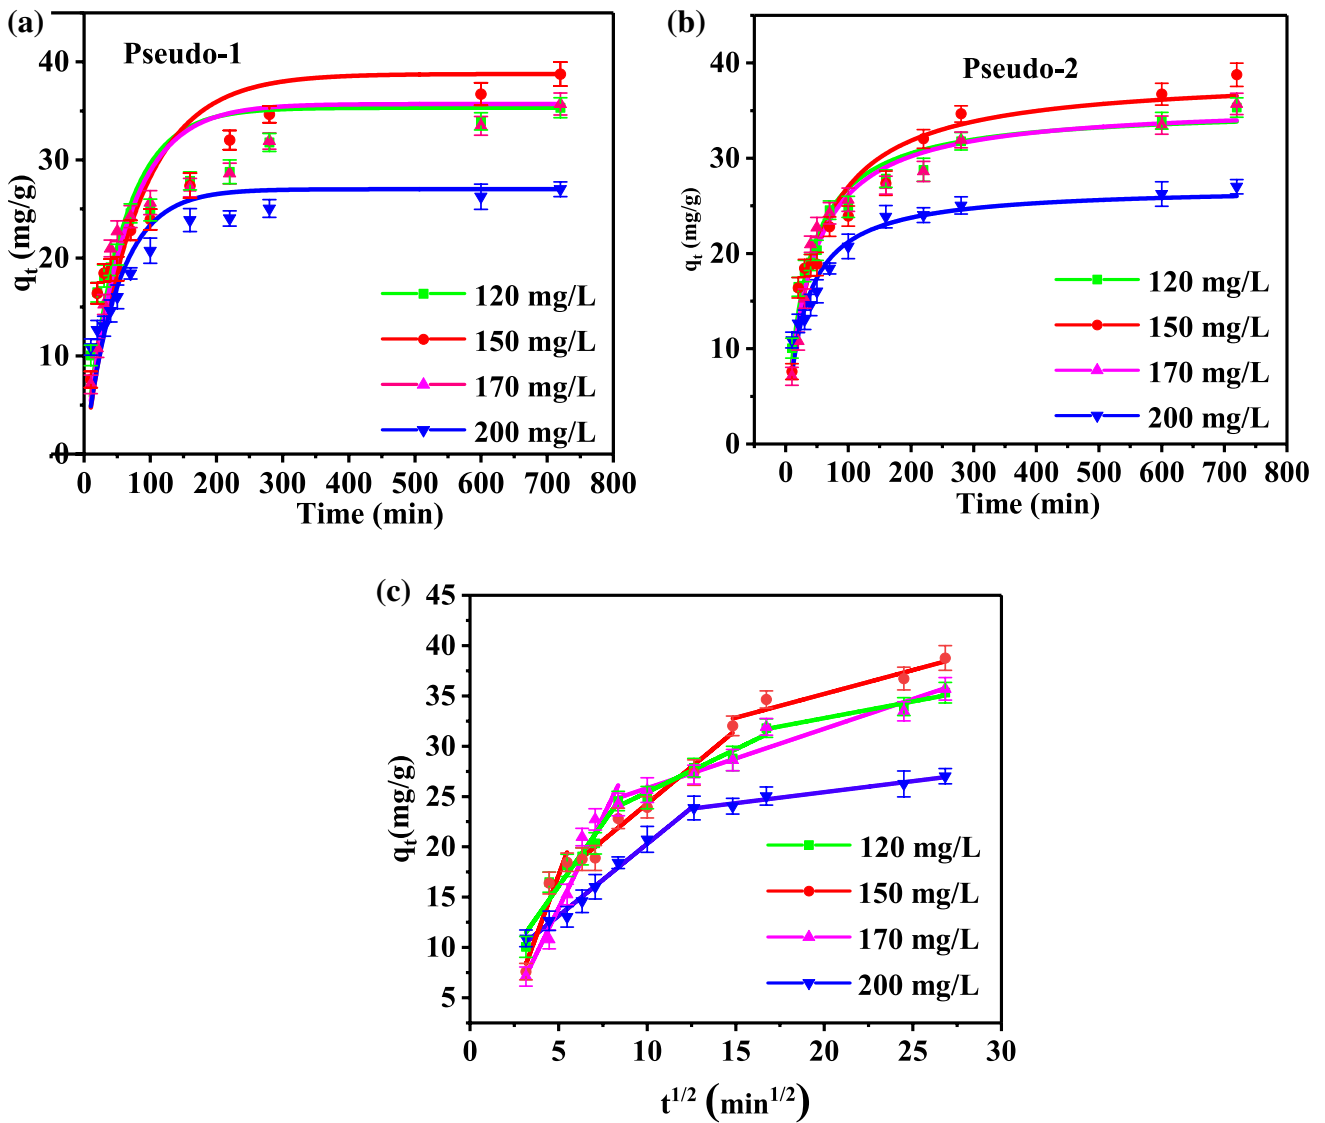 (a)
Pseudo-1
40
30
20
10
0
qt (mg/g)
120 mg/L
150 mg/L
170 mg/L
200 mg/L
0 100 200 300 400 500 600 700 800
Time (min)
(b)
Pseudo-2
40
30
20
10
0
qt (mg/g)
120 mg/L
150 mg/L
170 mg/L
200 mg/L
0 100 200 300 400 500 600 700 800
Time (min)
(c)
45
40
35
30
25
20
15
10
5
qt(mg/g)
120 mg/L
150 mg/L
170 mg/L
200 mg/L
0 5 10 15 20 25 30
t1/2 (min1/2)